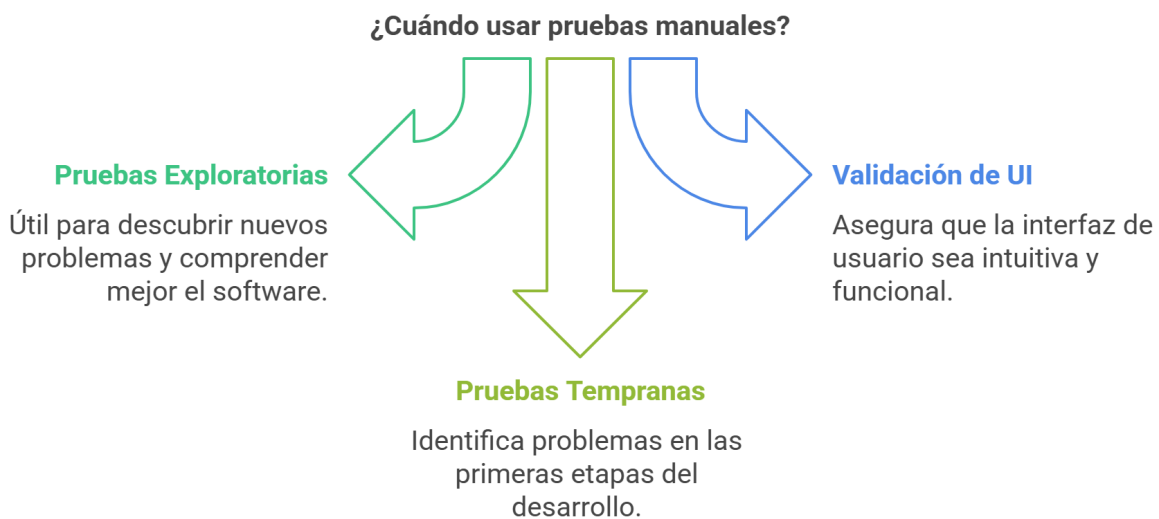 ¿Cuándo usar pruebas manuales?
Pruebas Exploratorias
Útil para descubrir nuevos
problemas y comprender
mejor el software.
Validación de UI
Asegura que la interfaz de
usuario sea intuitiva y
funcional.
Pruebas Tempranas
Identifica problemas en las
primeras etapas del
desarrollo.